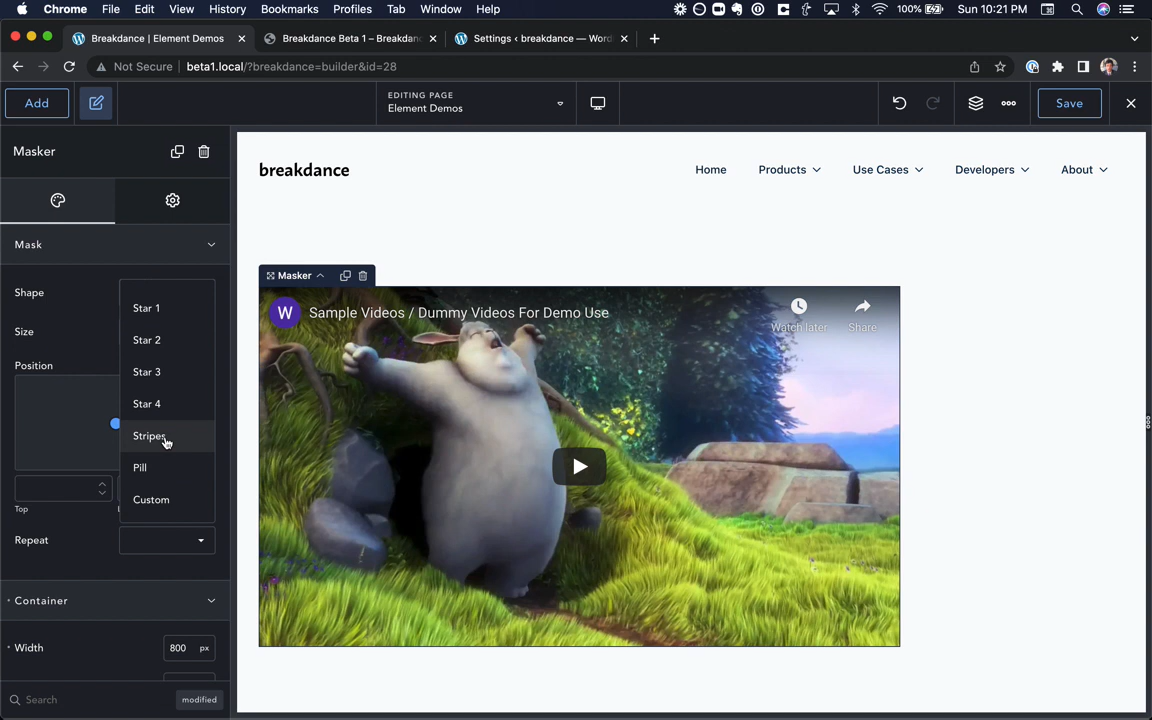 Chrome File Edit View History Bookmarks Profiles Tab Window Help 100% Sun 10:21 PM
Breakdance | Element Demos
Breakdance Beta 1 – Breakdan
Settings ‹ breakdance — Word
Not Secure beta1.local/?breakdance=builder&id=28
Add
EDITING PAGE
Element Demos
Save
Masker
Mask
Shape
Size
Position
Top
Star 1
Star 2
Star 3
Star 4
Stripes
Pill
Custom
Repeat
Container
Width 800 px
Search modified
breakdance
Home Products Use Cases Developers About
Masker
W Sample Videos / Dummy Videos For Demo Use
Watch later Share